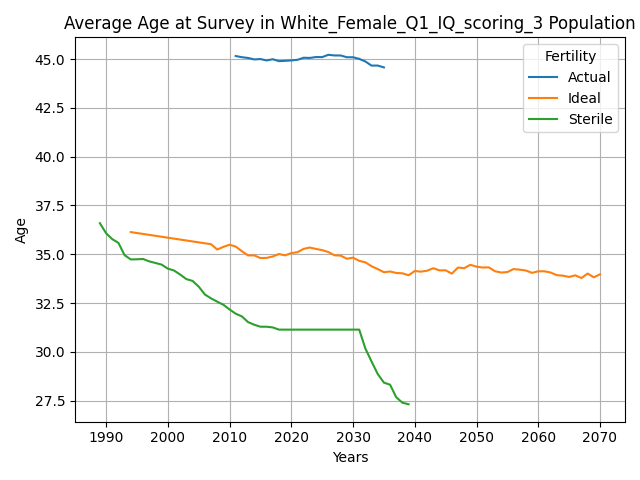 Average Age at Survey in White_Female_Q1_IQ_scoring_3 Population
Fertility
Actual
Ideal
Sterile
Age
45.0
42.5
40.0
37.5
35.0
32.5
30.0
27.5
1990 2000 2010 2020 2030 2040 2050 2060 2070
Years